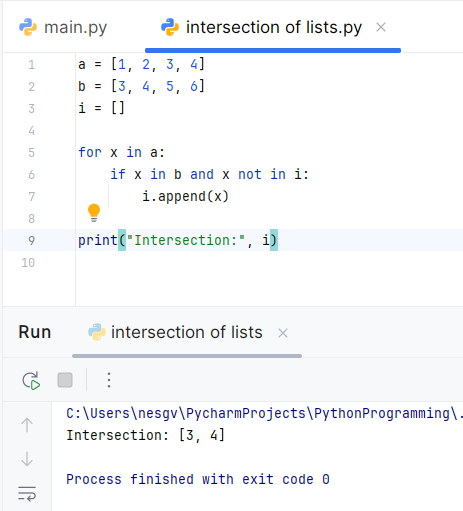 main.py intersection of lists.py
1 a = [1, 2, 3, 4]
2 b = [3, 4, 5, 6]
3 i = []
4
5 for x in a:
6     if x in b and x not in i:
7         i.append(x)
8
9 print("Intersection:", i)
10
Run intersection of lists
C:\Users\nesgv\PycharmProjects\PythonProgramming\.
Intersection: [3, 4]
Process finished with exit code 0